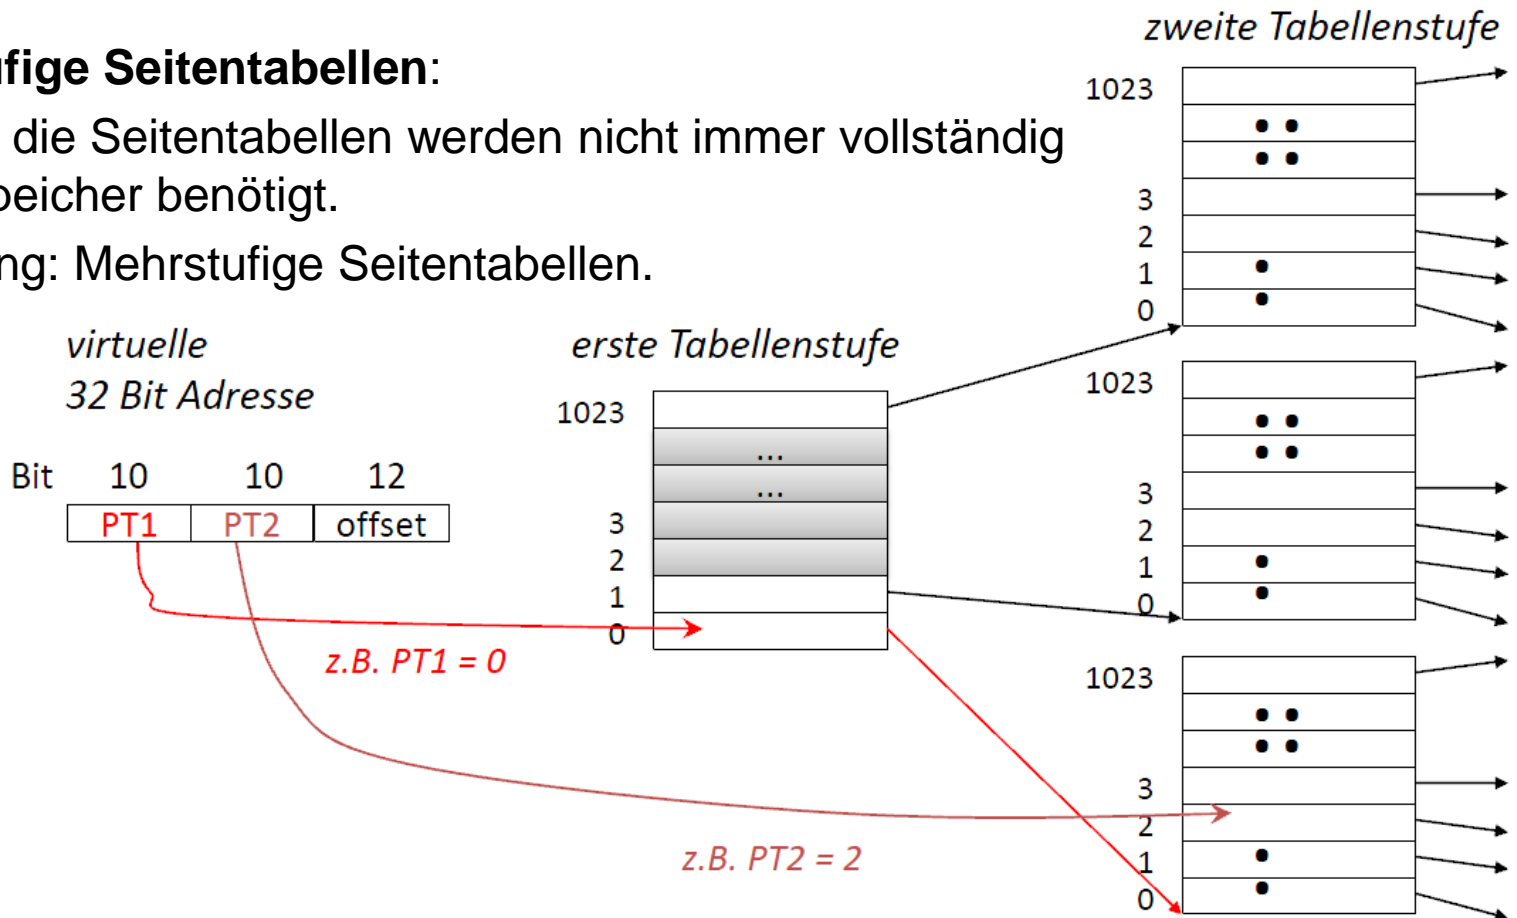 zweite Tabellenstufe
ufige Seitentabellen:
die Seitentabellen werden nicht immer vollständig
peicher benötigt.
ng: Mehrstufige Seitentabellen.
virtuelle
32 Bit Adresse
Bit 10 10 12
PT1 PT2 offset
z.B. PT1 = 0
z.B. PT2 = 2
erste Tabellenstufe
1023
...
...
3
2
1
0
1023
3
2
1
0
1023
3
2
1
0
1023
3
2
1
0